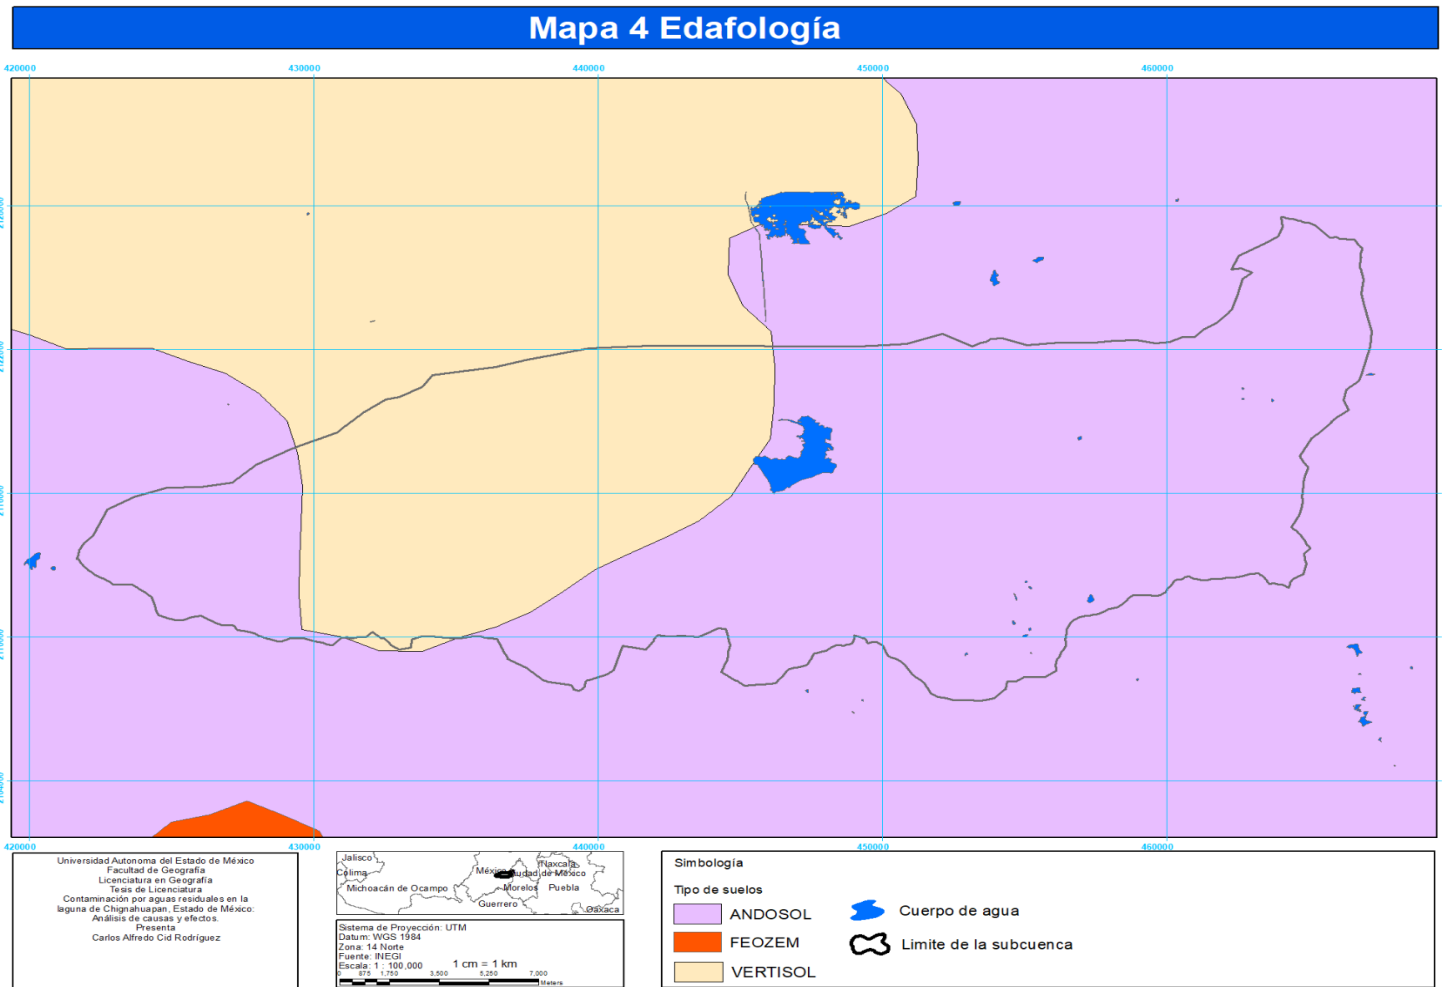 Mapa 4 Edafología
420000
430000
440000
450000
460000
420000
430000
440000
450000
460000
Universidad Autonoma del Estado de México
Facultad de Geografía
Licenciatura en Geografía
Tesis de Licenciatura
Contaminación por aguas residuales en la
laguna de Chignahuapan, Estado de México:
Análisis de causas y efectos.
Presenta
Carlos Alfredo Cid Rodríguez
Jalisco
Colima
Michoacán de Ocampo
México
Ciudad de México
Morelos
Puebla
Guerrero
Oaxaca
Sistema de Proyección: UTM
Datum: WGS 1984
Zona: 14 Norte
Fuente: INEGI
Escala: 1 : 100,000
1 cm = 1 km
0 875 1,750 3,500 5,250 7,000
Meters
Simbología
Tipo de suelos
ANDOSOL
FEOZEM
VERTISOL
Cuerpo de agua
Limite de la subcuenca